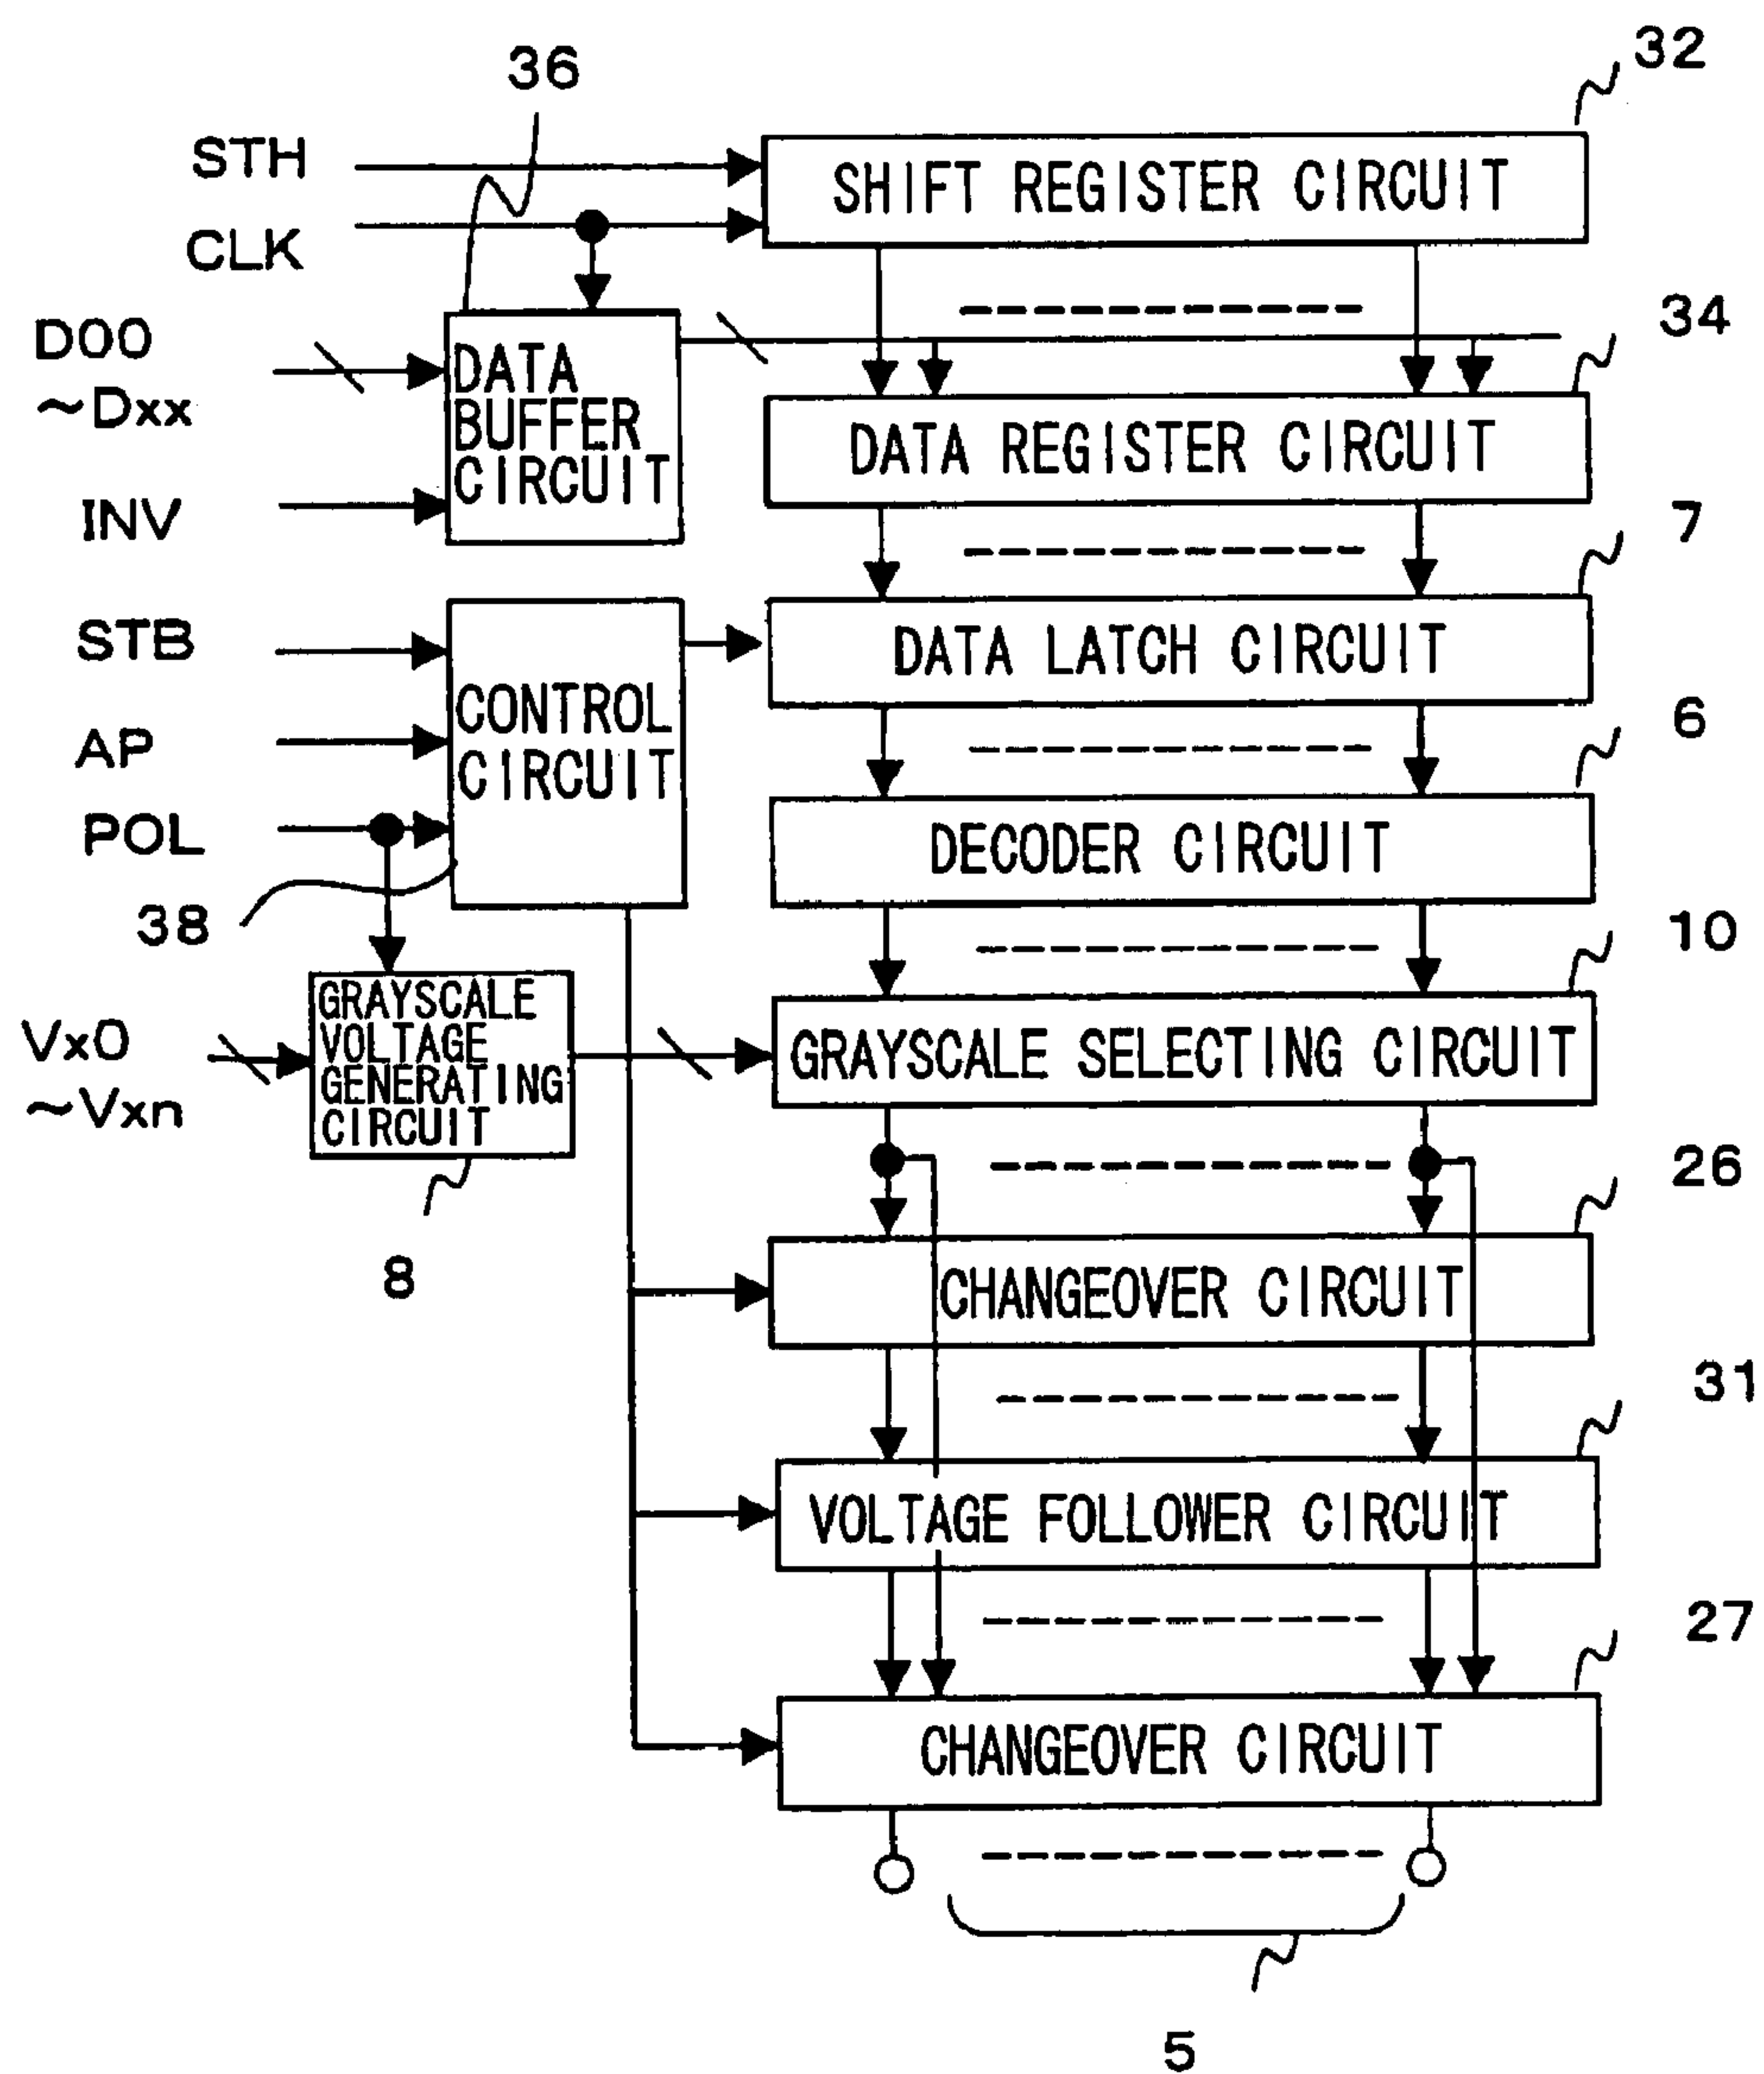 32
36
STH
SHIFT REGISTER CIRCUIT
CLK
34
D00
~Dxx
DATA
BUFFER
CIRCUIT
DATA REGISTER CIRCUIT
INV
7
STB
DATA LATCH CIRCUIT
CONTROL
CIRCUIT
6
AP
POL
DECODER CIRCUIT
38
10
GRAYSCALE
VOLTAGE
GENERATING
CIRCUIT
Vx0
~Vxn
GRAYSCALE SELECTING CIRCUIT
26
8
CHANGEOVER CIRCUIT
31
VOLTAGE FOLLOWER CIRCUIT
27
CHANGEOVER CIRCUIT
5